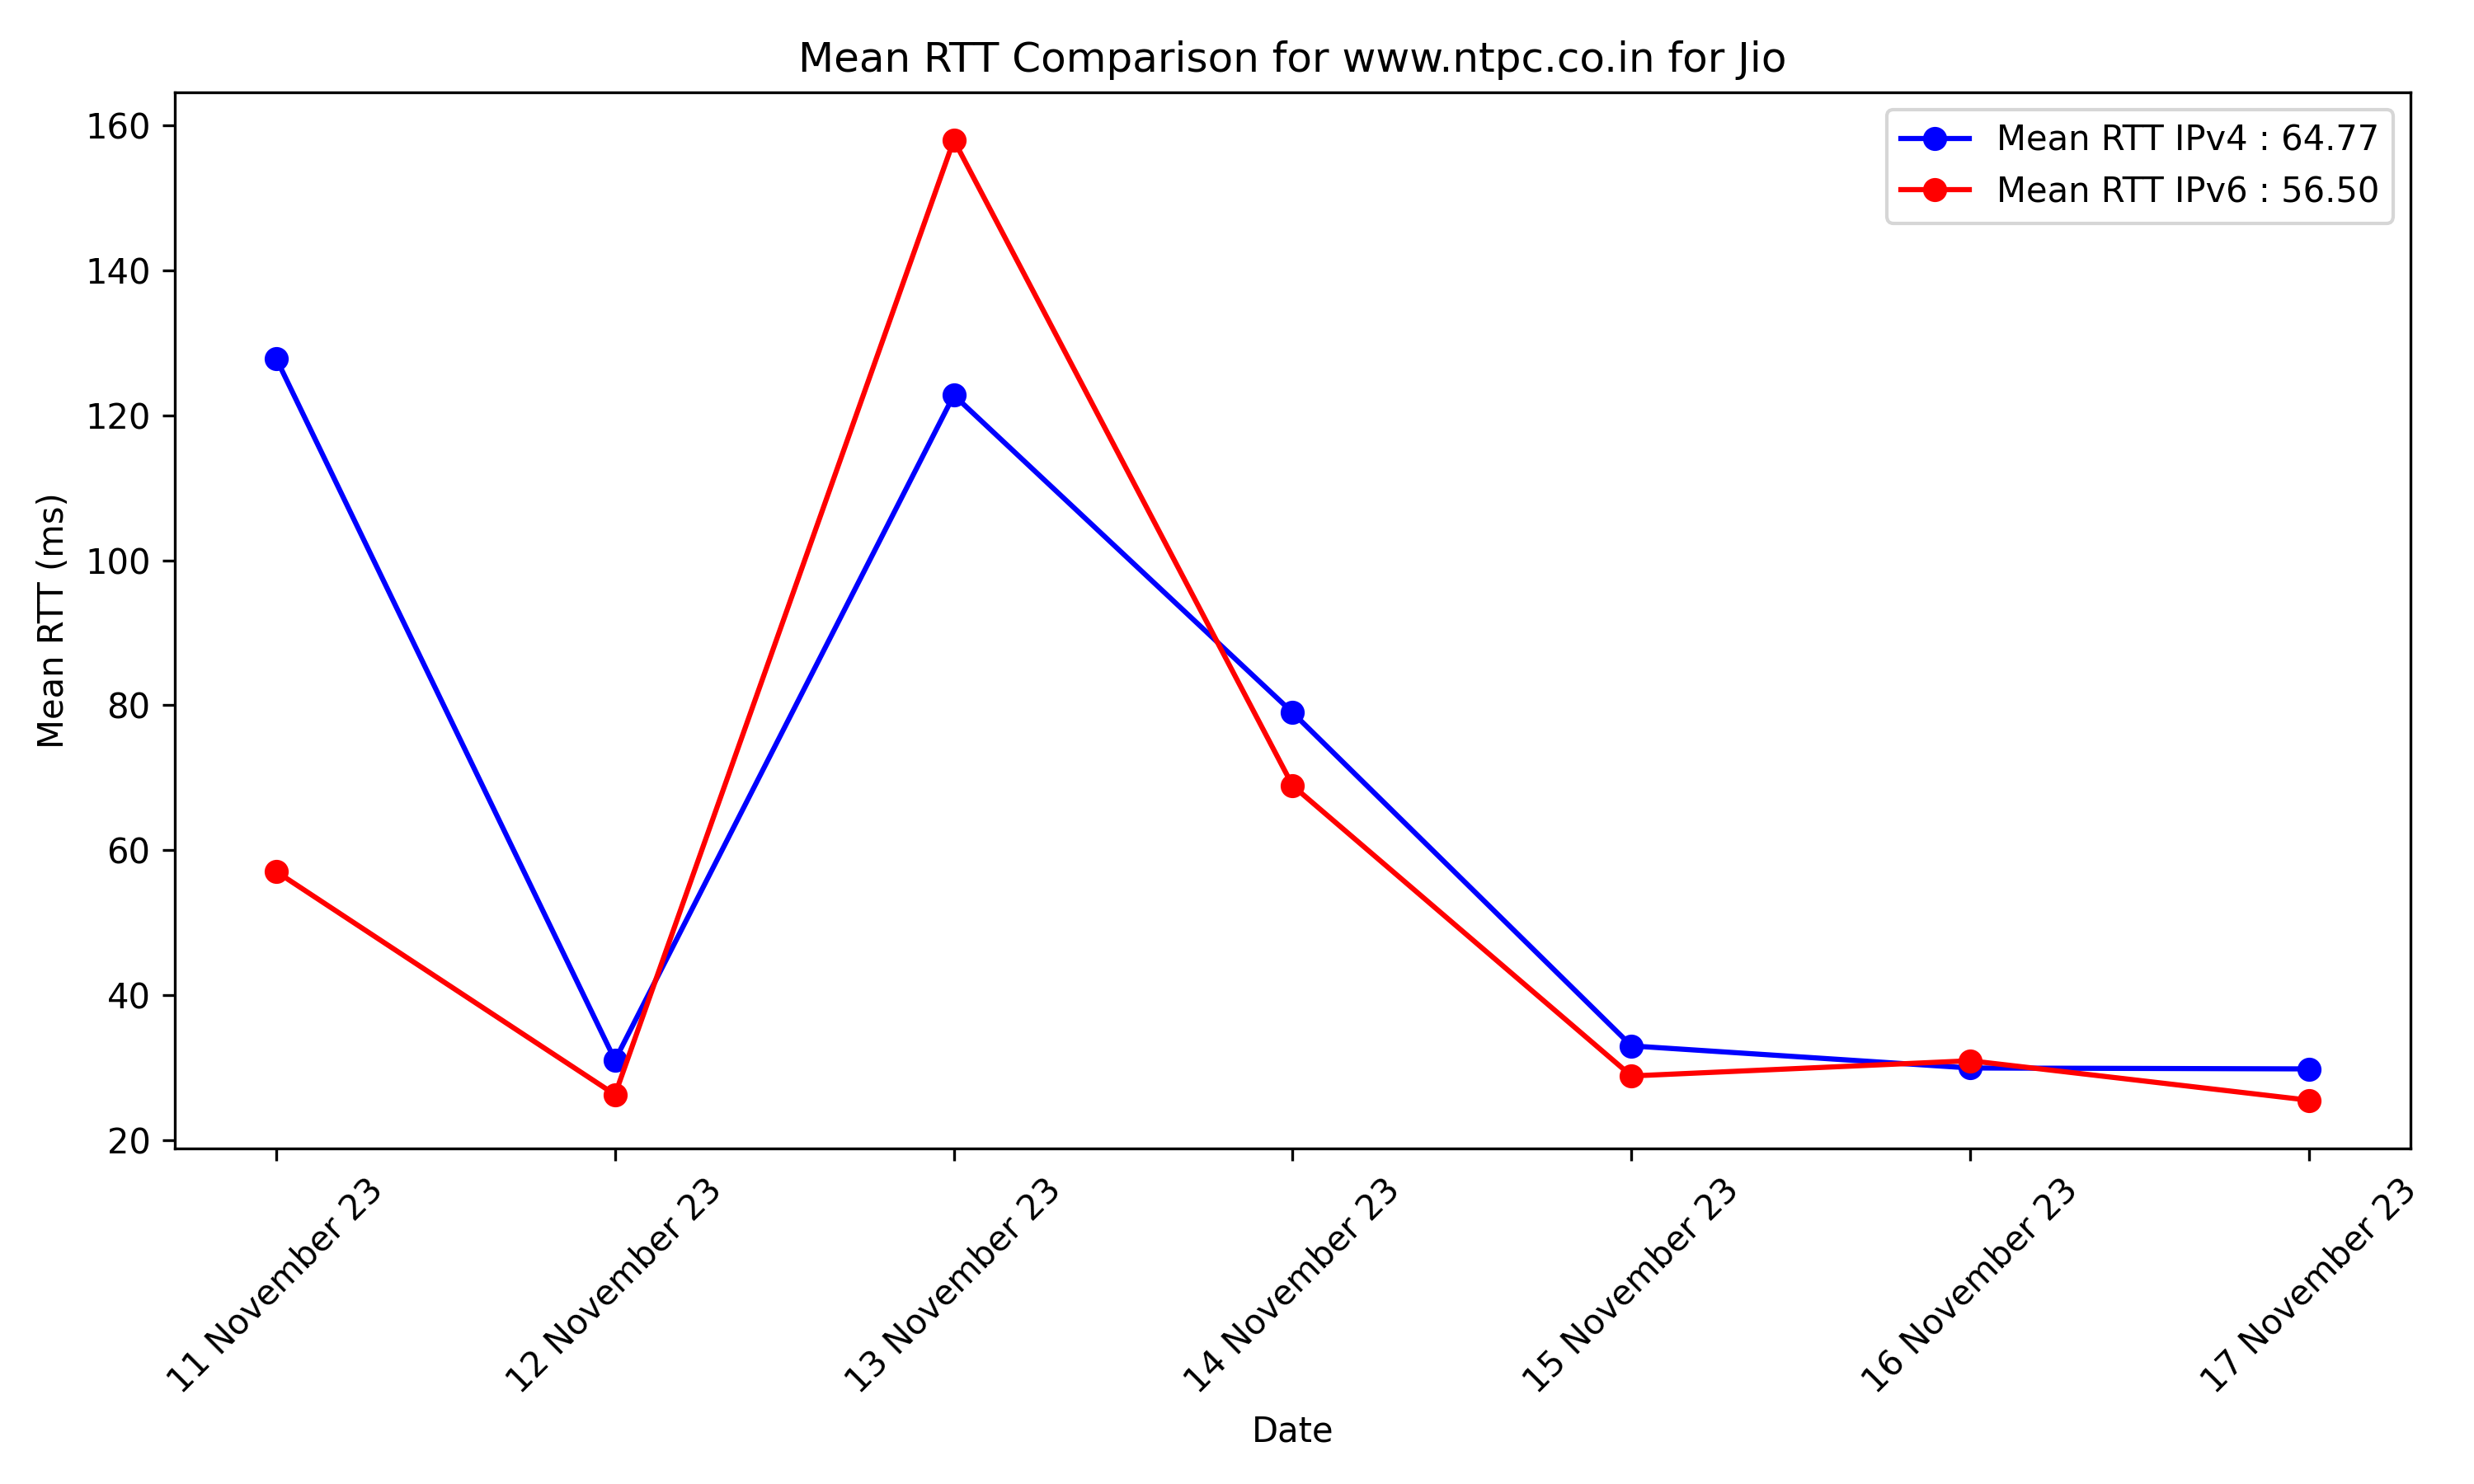 Mean RTT Comparison for www.ntpc.co.in for Jio
Mean RTT IPv4 : 64.77
Mean RTT IPv6 : 56.50
Mean RTT (ms)
160
140
120
100
80
60
40
20
11 November 23
12 November 23
13 November 23
14 November 23
15 November 23
16 November 23
17 November 23
Date